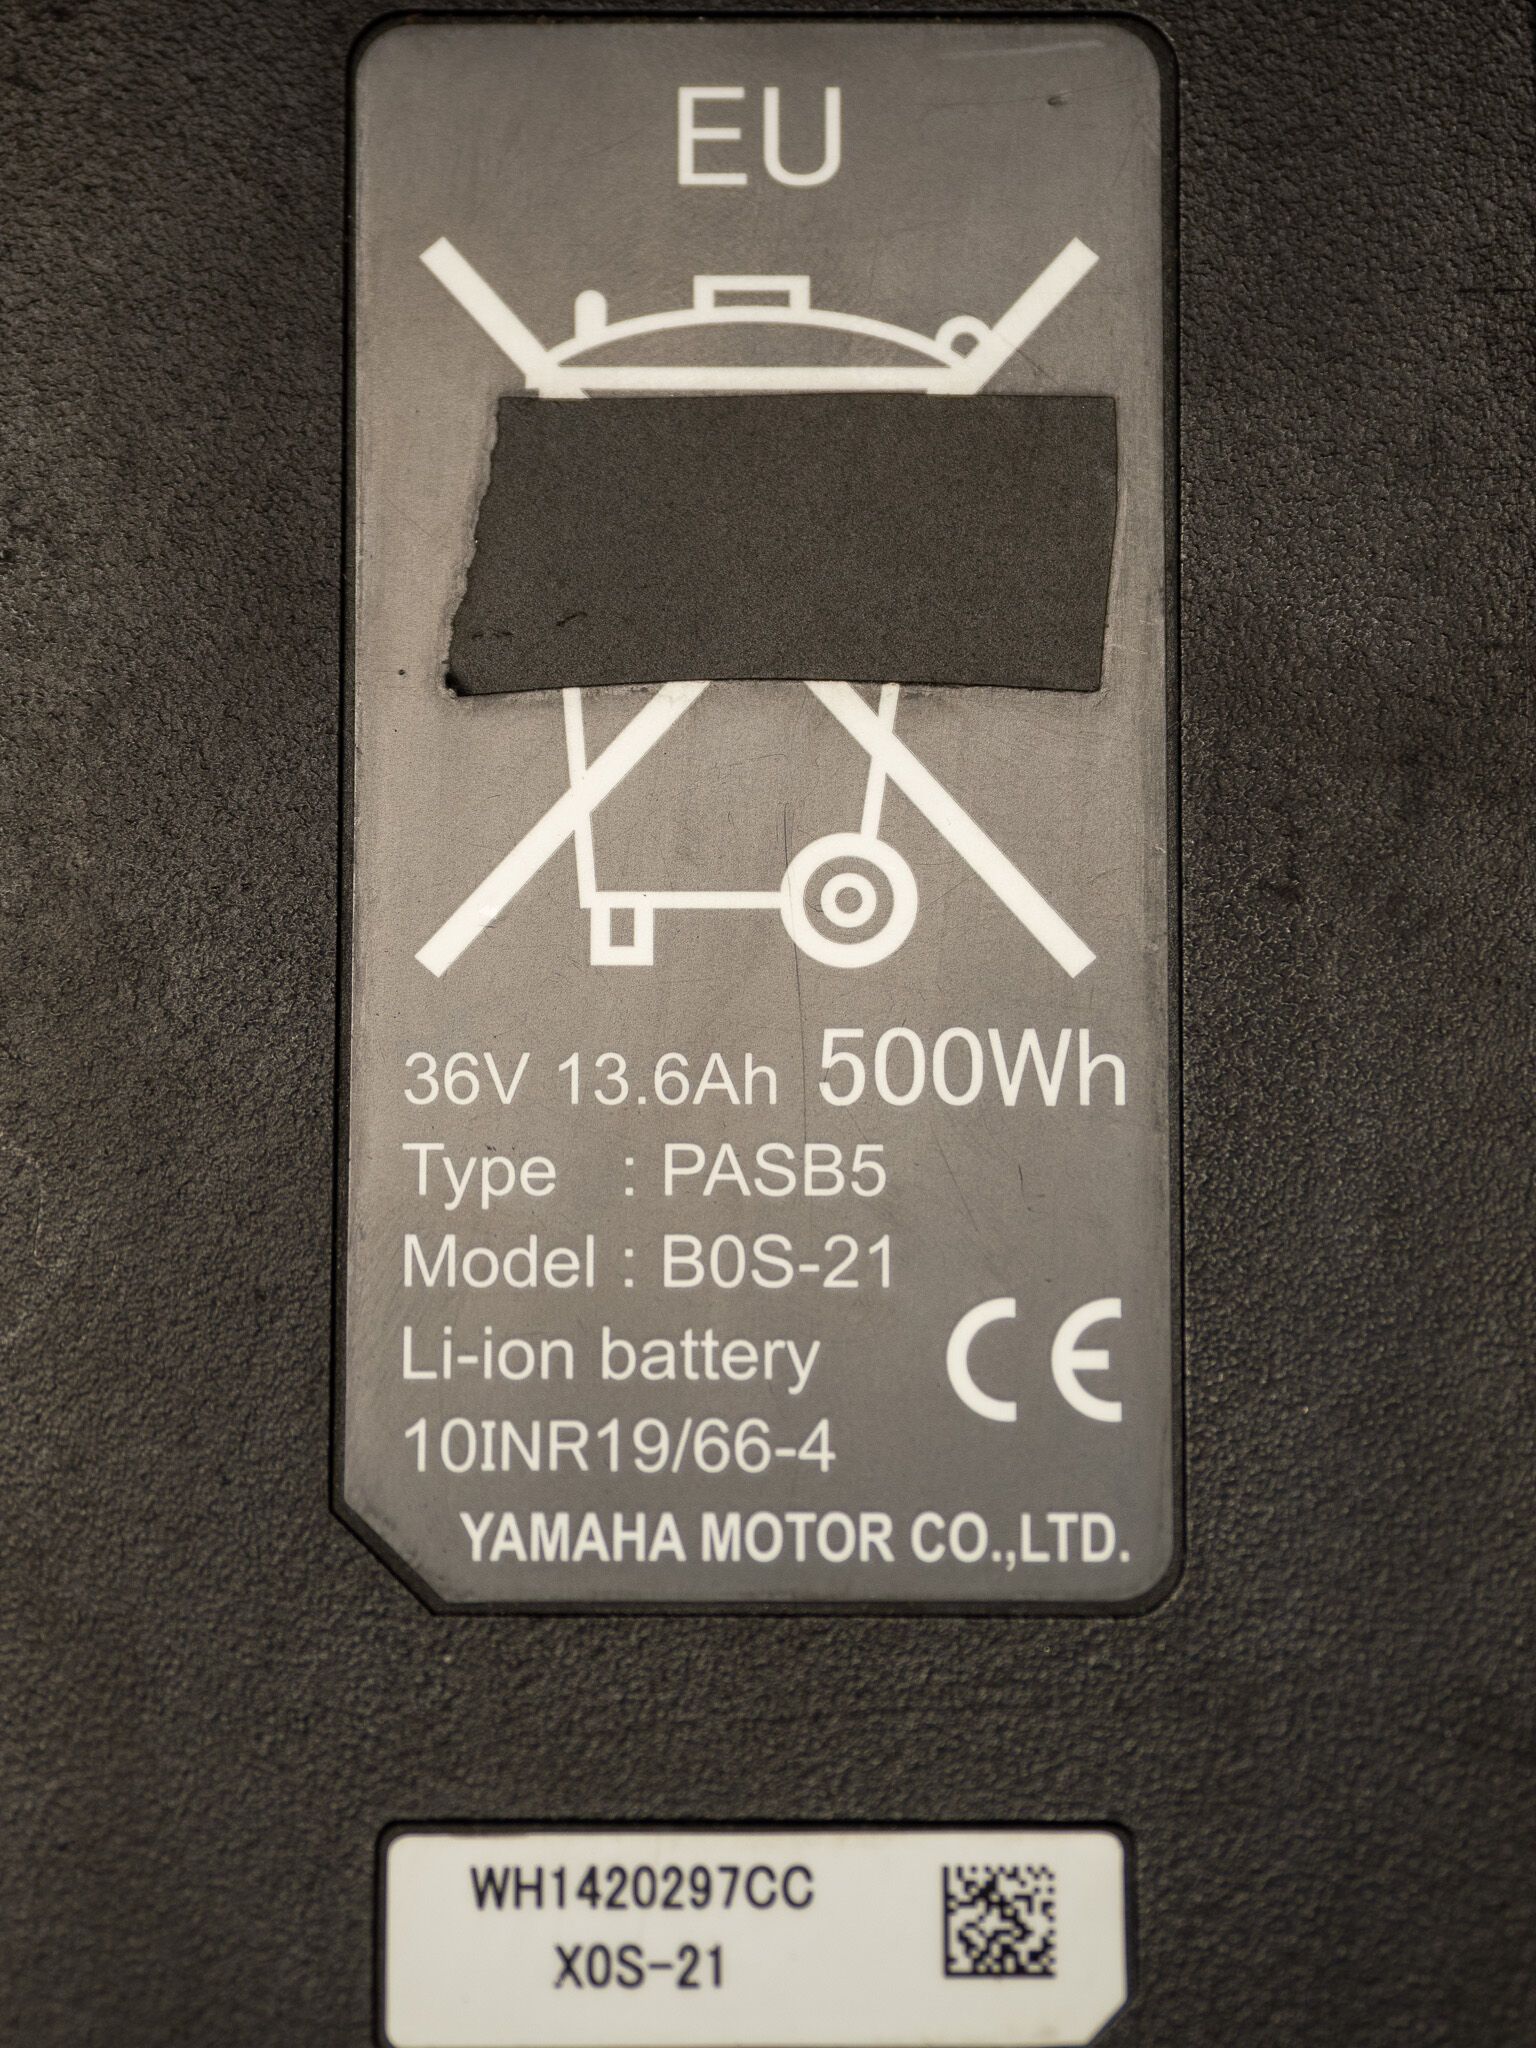 EU
36V 13.6Ah 500Wh
Type : PASB5
Model : B0S-21
Li-ion battery
CE
10INR19/66-4
YAMAHA MOTOR CO.,LTD.
WH1420297CC
X0S-21